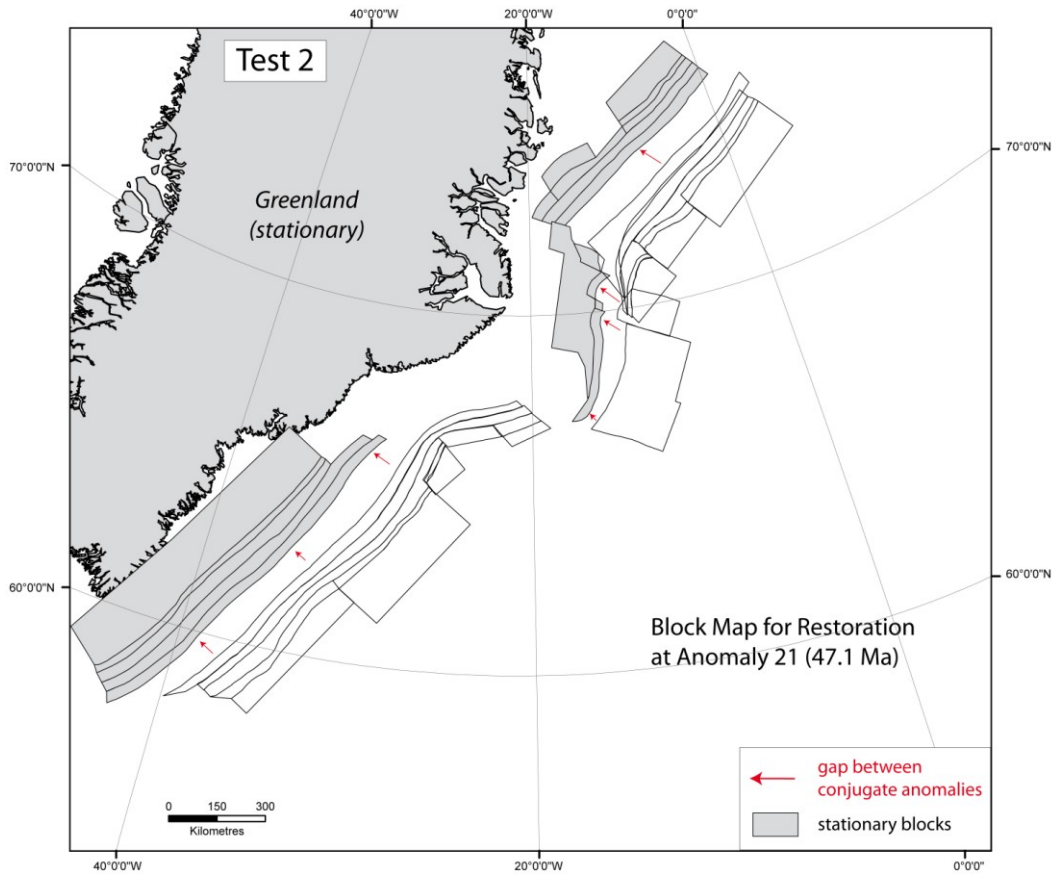 40°0'0"W
20°0'0"W
0°0'0"
Test 2
70°0'0"N
70°0'0"N
Greenland
(stationary)
60°0'0"N
60°0'0"N
Block Map for Restoration
at Anomaly 21 (47.1 Ma)
gap between
conjugate anomalies
stationary blocks
0 150 300
Kilometres
40°0'0"W
20°0'0"W
0°0'0"